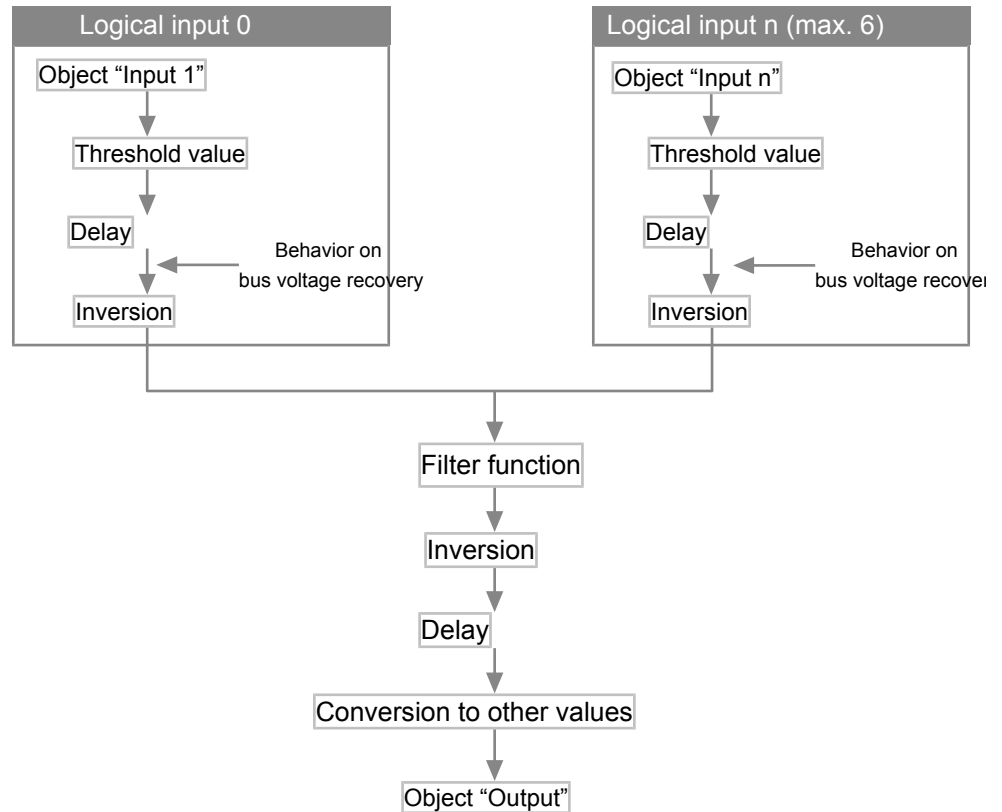 Logical input 0
Object “Input 1”
Threshold value
Delay
Behavior on
bus voltage recovery
Inversion
Logical input n (max. 6)
Object “Input n”
Threshold value
Delay
Behavior on
bus voltage recover
Inversion
Filter function
Inversion
Delay
Conversion to other values
Object “Output”